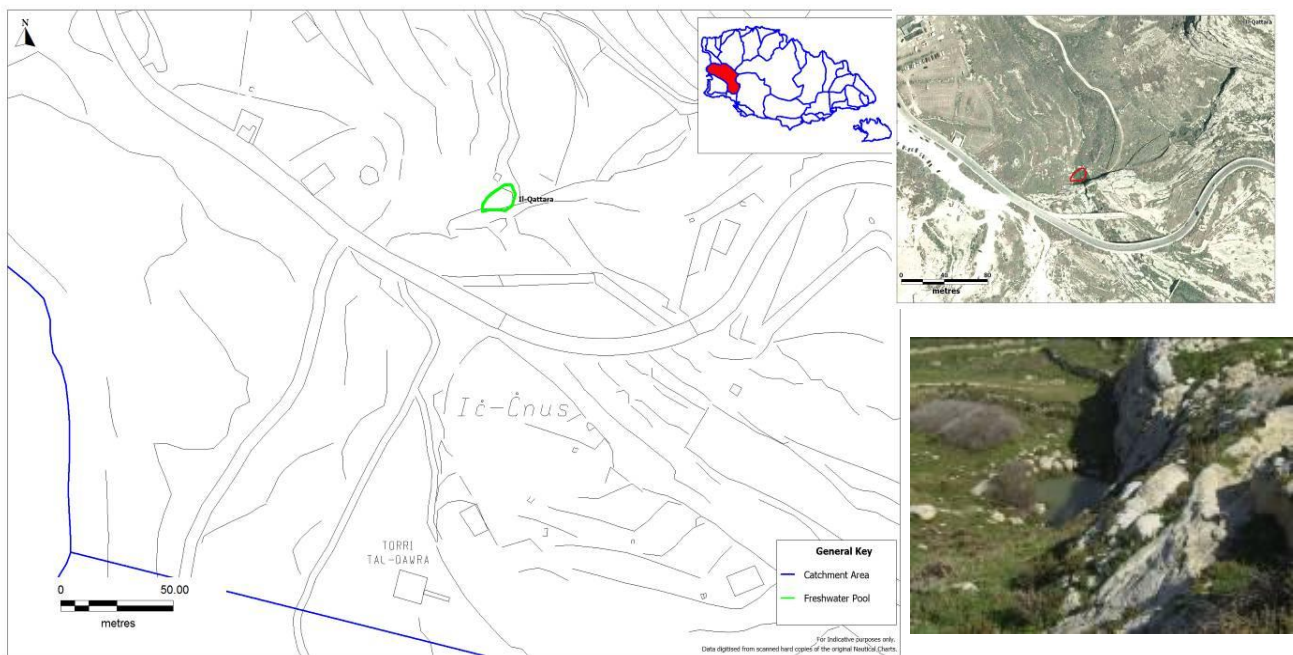 N
Il-Qattara
Iċ-Ċnus
TORRI
TAL-QAWRA
0 50.00
metres
General Key
Catchment Area
Freshwater Pool
For Indicative purposes only.
Data digitised from scanned hard copies of the original Nautical Charts.
Il-Qattara
0 40 80
metres